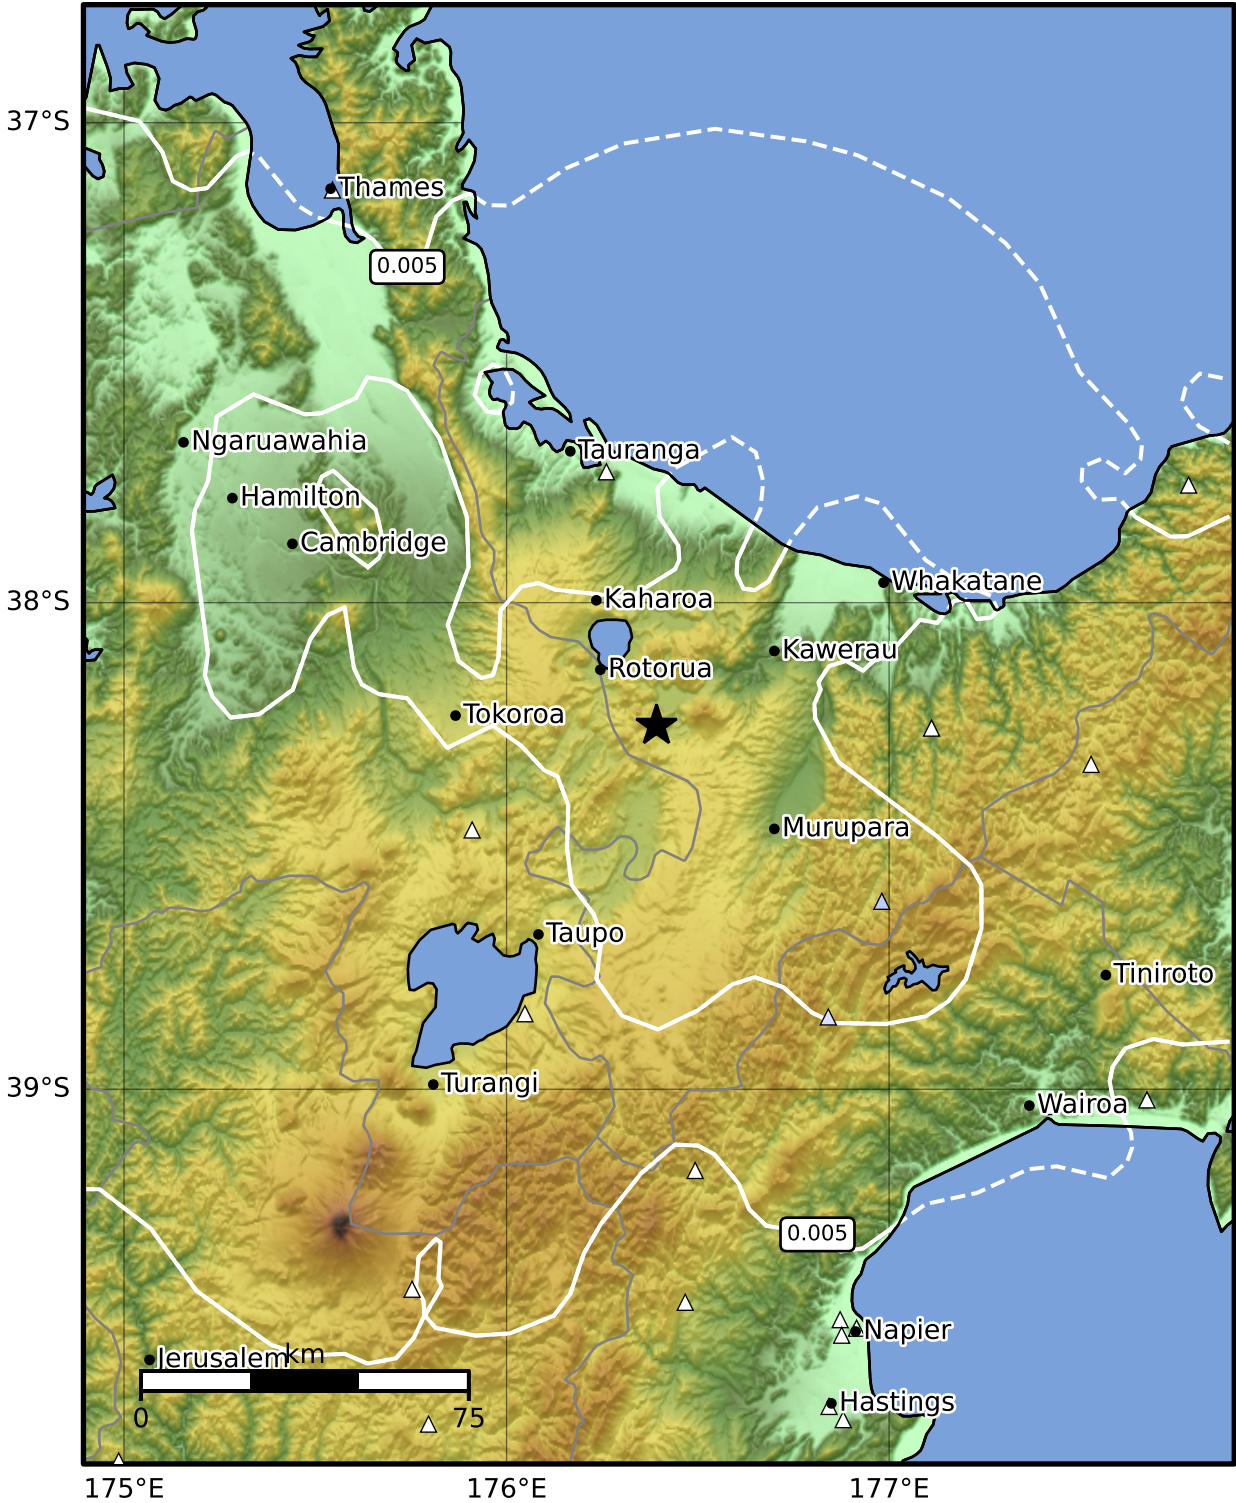 37°S
Thames
0.005
Ngaruawahia
Tauranga
Hamilton
Cambridge
Whakatane
38°S
Kaharoa
Kawerau
Rotorua
Tokoroa
Murupara
Taupo
Tiniroto
Turangi
39°S
Wairoa
0.005
Napier
Jerusalem
km
Hastings
0 75
175°E 176°E 177°E